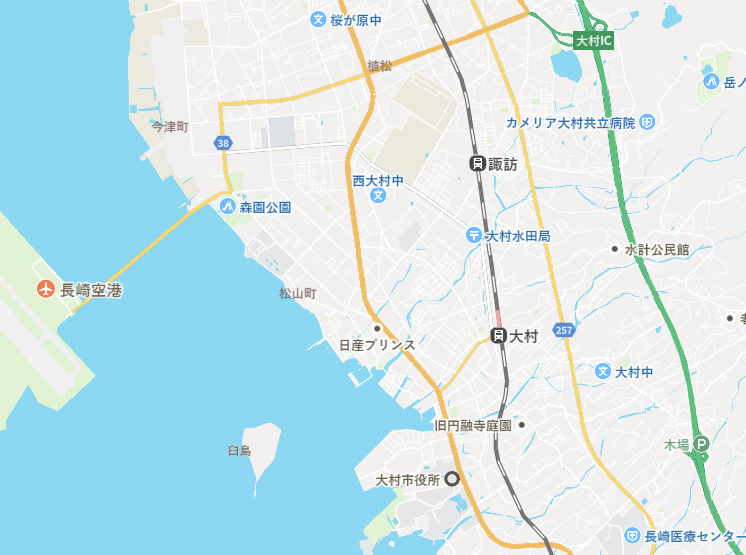 桜が原中
大村IC
植松
岳ノ
今津町
カメリア大村共立病院
38
諏訪
西大村中
森園公園
大村水田局
水計公民館
長崎空港
松山町
257
老
日産プリンス
大村
大村中
旧円融寺庭園
木場
P
臼島
大村市役所
長崎医療センター